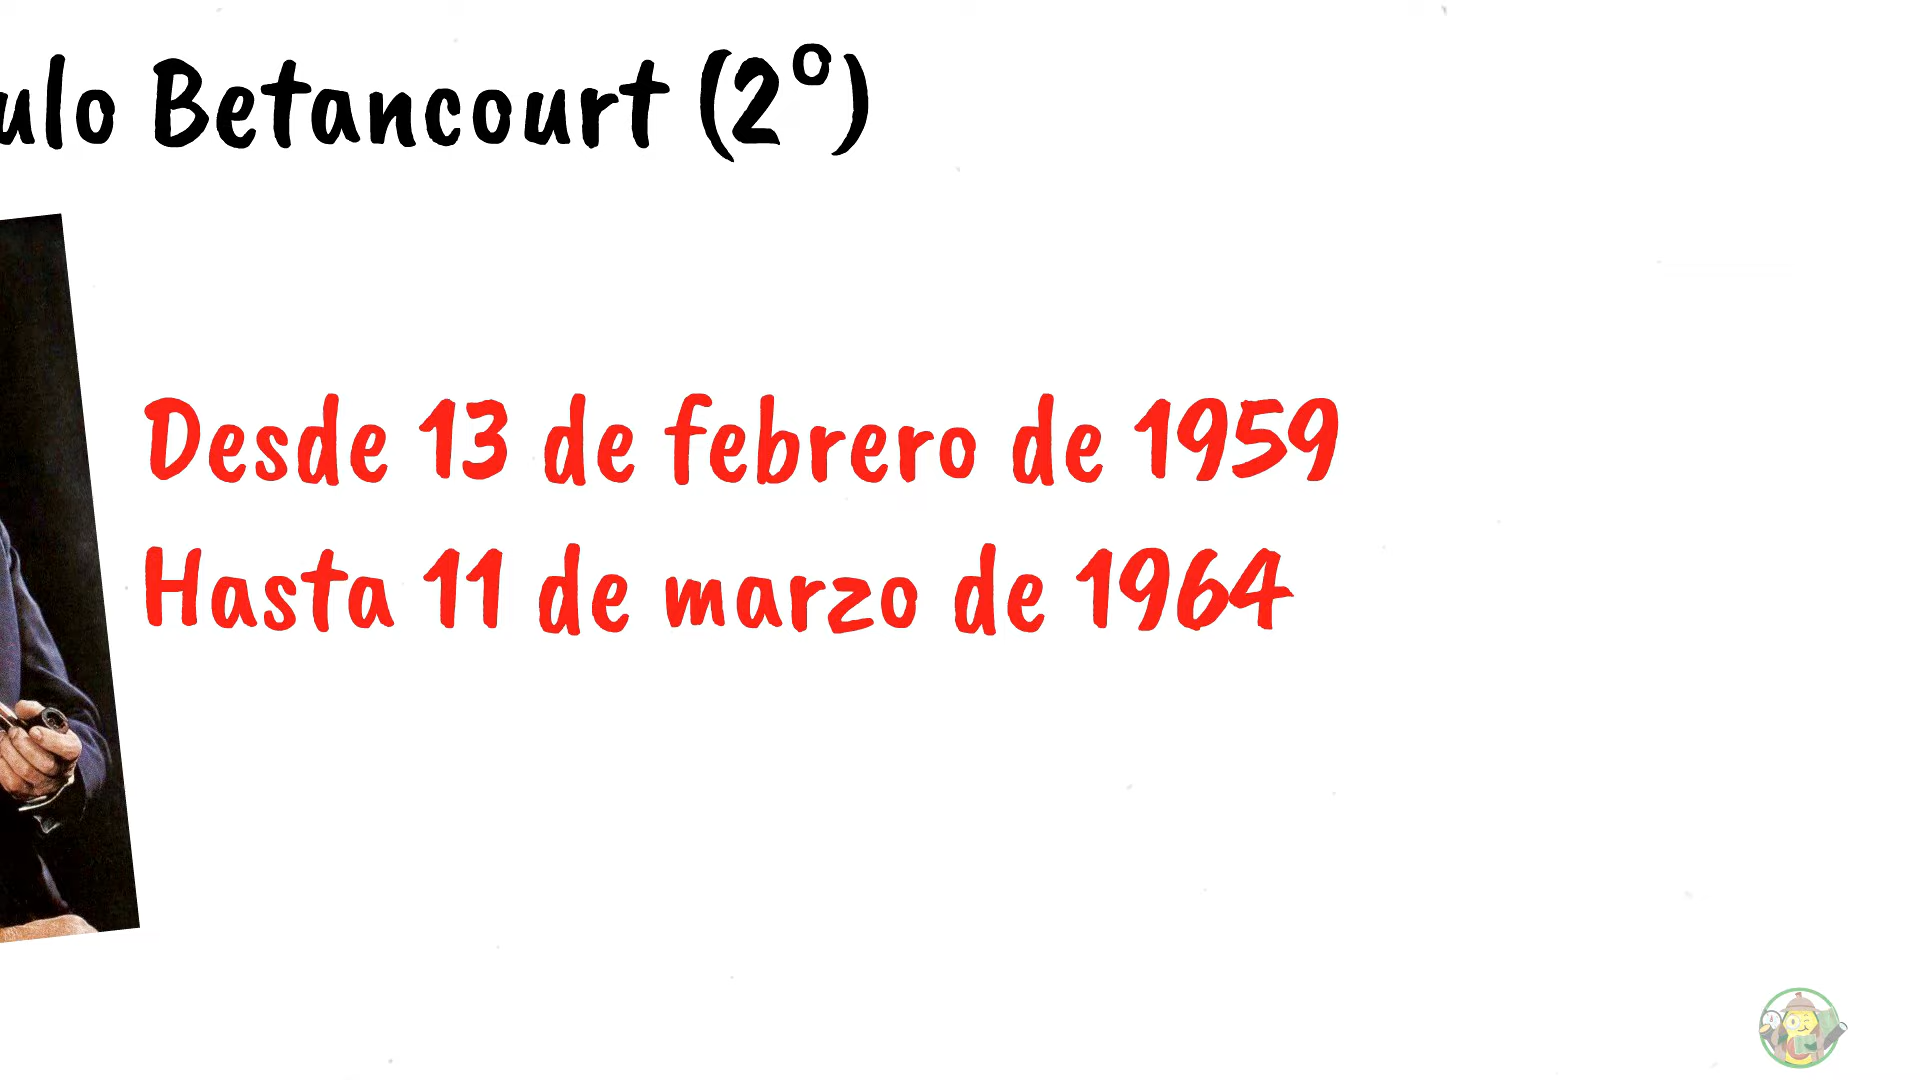 ulo Betancourt (2°)
Desde 13 de febrero de 1959
Hasta 11 de marzo de 1964